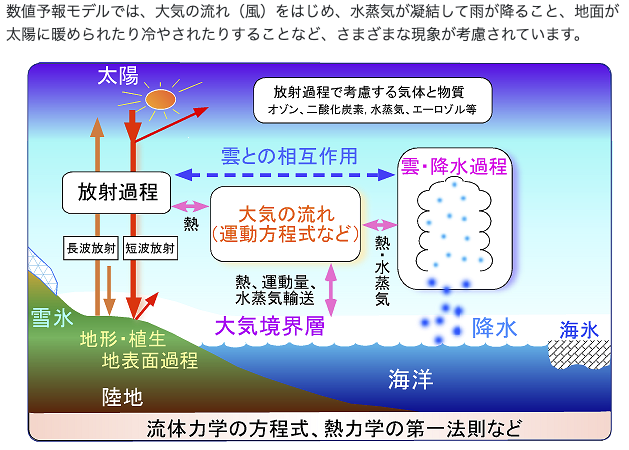 数値予報モデルでは、大気の流れ（風）をはじめ、水蒸気が凝結して雨が降ること、地面が
太陽に暖められたり冷やされたりすることなど、さまざまな現象が考慮されています。
太陽
放射過程で考慮する気体と物質
オゾン、二酸化炭素, 水蒸気、エーロゾル等
雲との相互作用
雲・降水過程
放射過程
熱
大気の流れ
（運動方程式など）
熱・水蒸気
長波放射
短波放射
熱、運動量、
水蒸気輸送
雪氷
大気境界層
降水
海氷
地形・植生
地表面過程
海洋
陸地
流体力学の方程式、熱力学の第一法則など